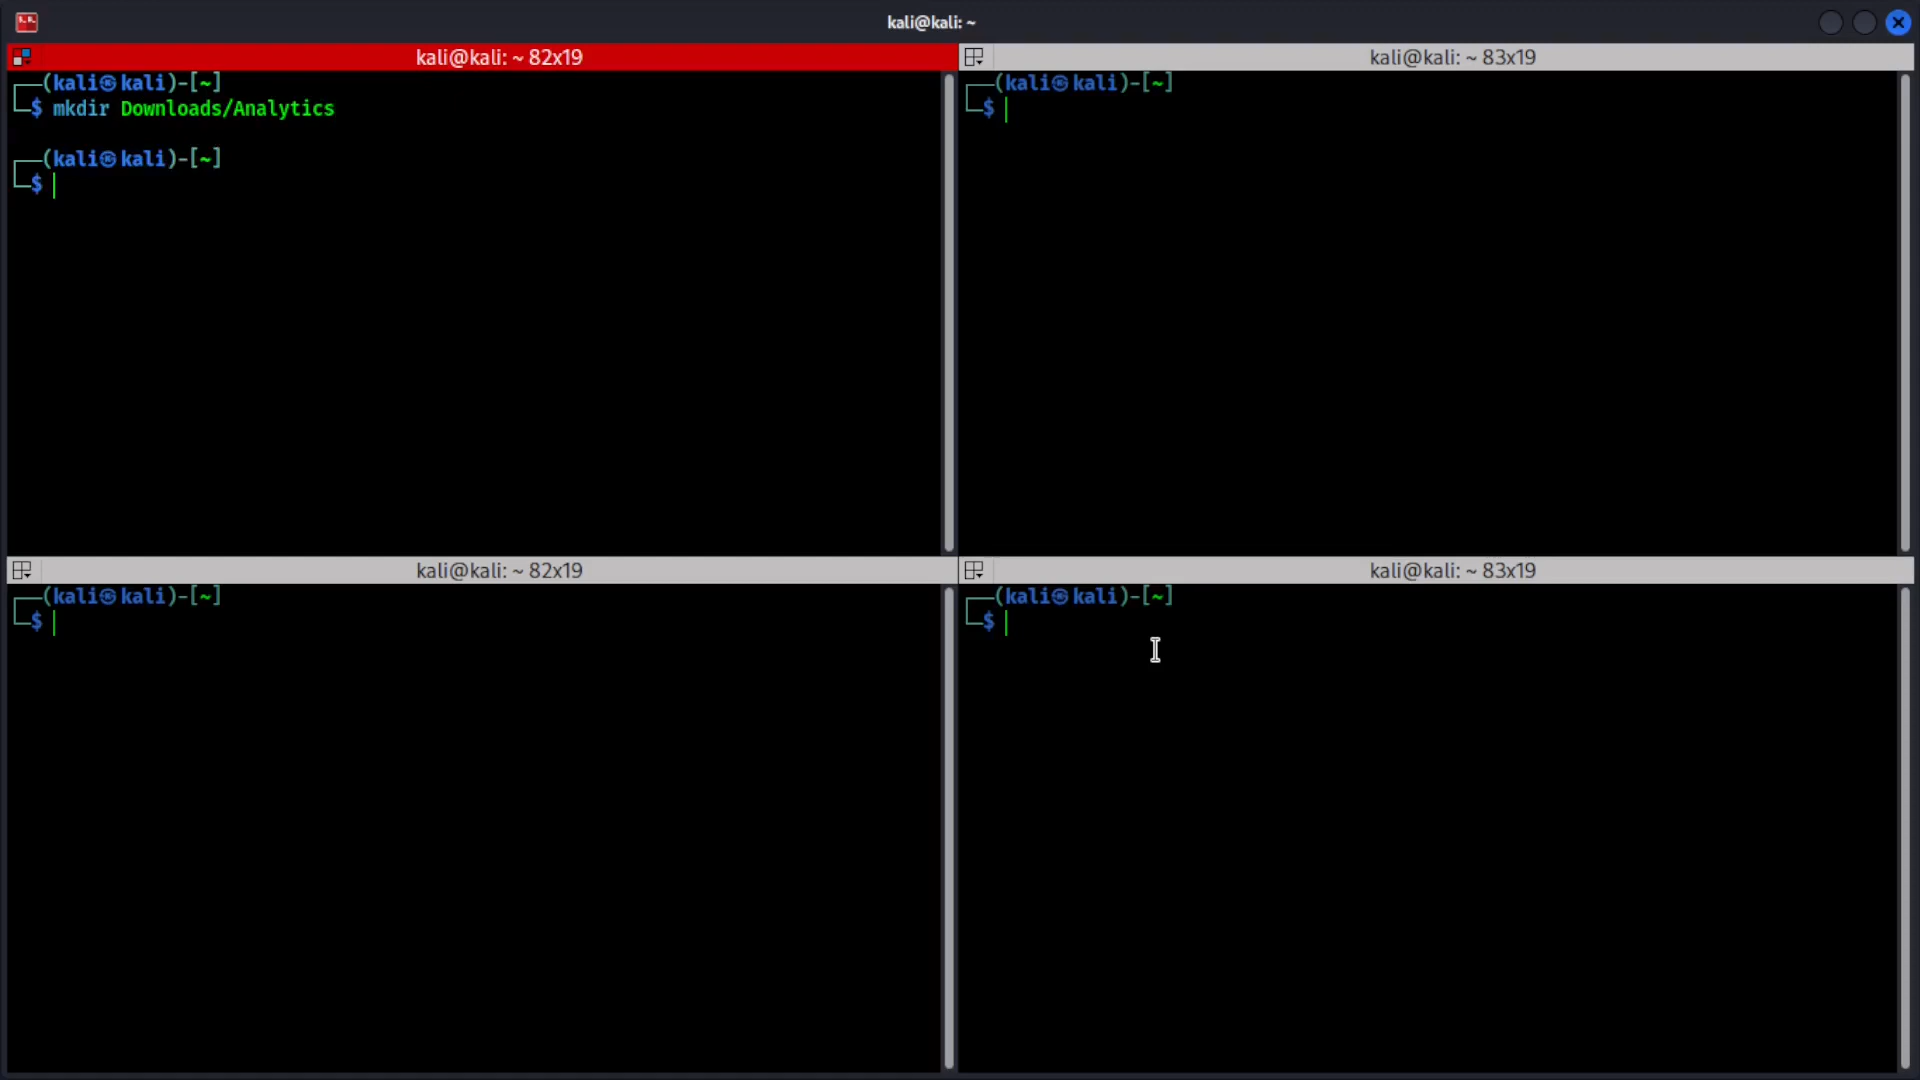 kali@kali: ~
kali@kali: ~ 82x19
┌──(kali㉿kali)-[~]
└─$ mkdir Downloads/Analytics
┌──(kali㉿kali)-[~]
└─$
kali@kali: ~ 83x19
┌──(kali㉿kali)-[~]
└─$
kali@kali: ~ 82x19
┌──(kali㉿kali)-[~]
└─$
kali@kali: ~ 83x19
┌──(kali㉿kali)-[~]
└─$